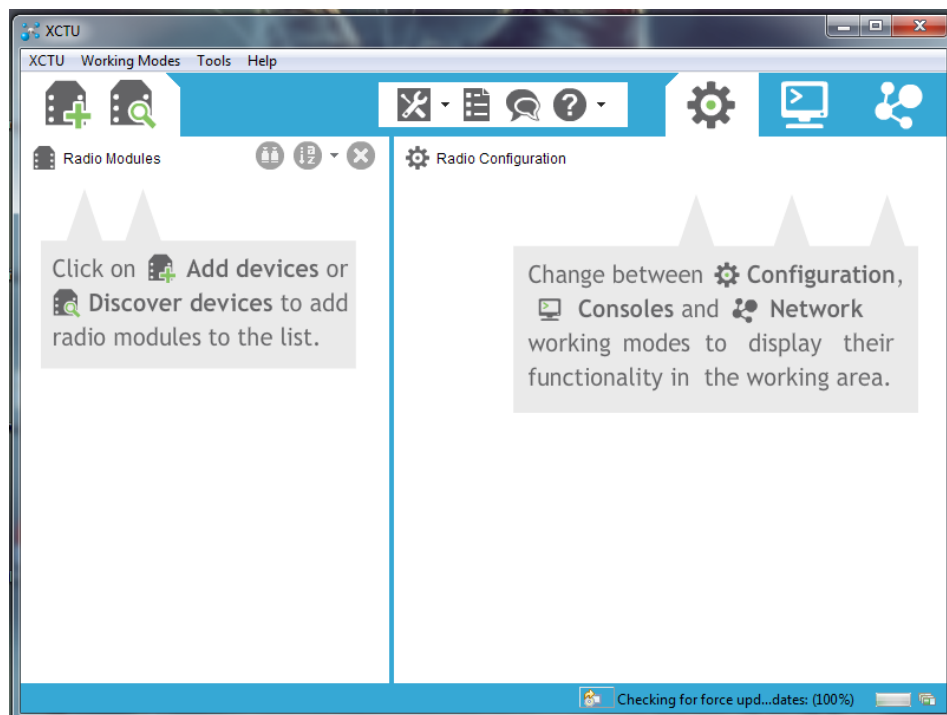 XCTU
XCTU Working Modes Tools Help
Radio Modules
Radio Configuration
Click on Add devices or
Discover devices to add
radio modules to the list.
Change between Configuration,
Consoles and Network
working modes to display their
functionality in the working area.
Checking for force upd...dates: (100%)